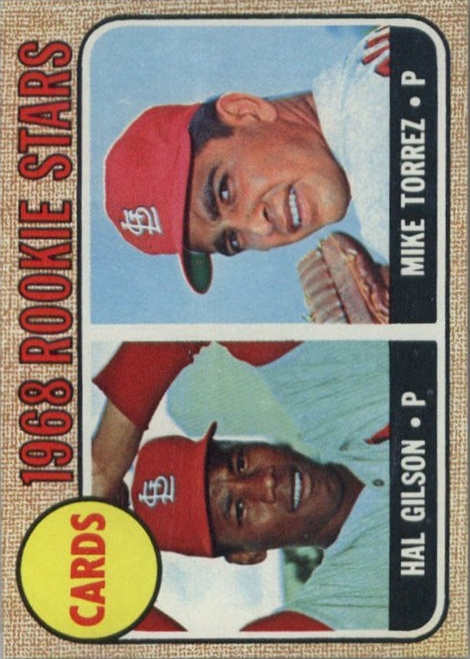 1968 ROOKIE STARS
CARDS
HAL GILSON • P
MIKE TORREZ • P
StL
StL